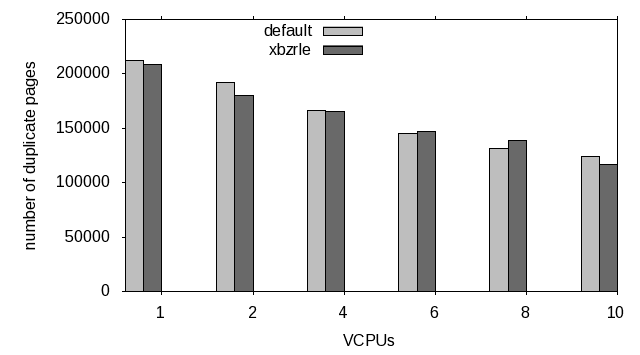 250000
200000
150000
100000
50000
0
number of duplicate pages
default
xbzrle
1 2 4 6 8 10
VCPUs